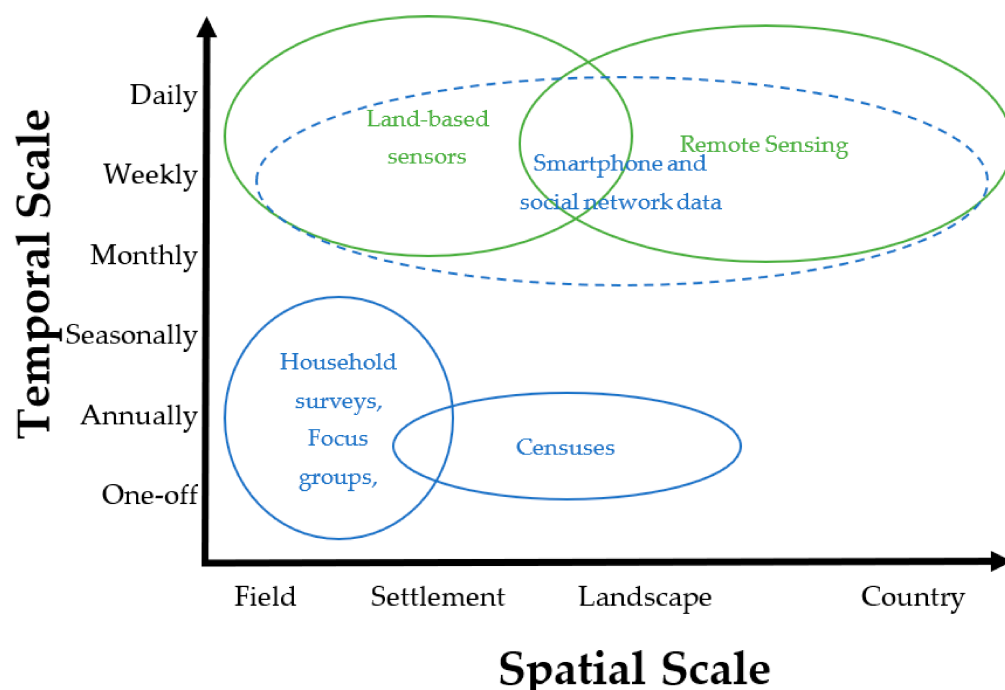 Temporal Scale
Daily
Weekly
Monthly
Seasonally
Annually
One-off
Land-based
sensors
Remote Sensing
Smartphone and
social network data
Household
surveys,
Focus
groups,
Censuses
Field
Settlement
Landscape
Country
Spatial Scale